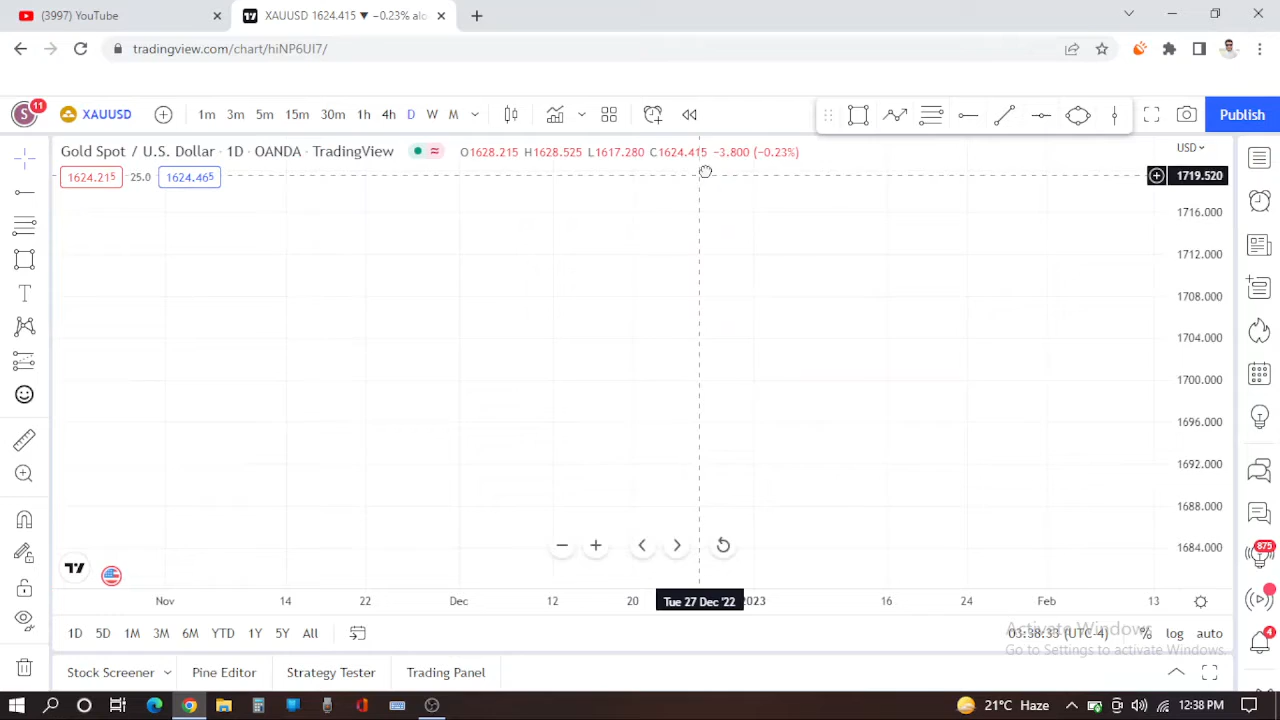 (3997) YouTube
XAUUSD 1624.415 ▼ −0.23% alo
tradingview.com/chart/hiNP6UI7/
S 11 XAUUSD 1m 3m 5m 15m 30m 1h 4h D W M Publish
Gold Spot / U.S. Dollar · 1D · OANDA · TradingView O1628.215 H1628.525 L1617.280 C1624.415 −3.800 (−0.23%) USD
1624.215 25.0 1624.465 1719.520
1716.000
1712.000
1708.000
1704.000
1700.000
1696.000
1692.000
1688.000
1684.000
Nov 14 22 Dec 12 20 Tue 27 Dec '22 2023 16 24 Feb 13
875
1D 5D 1M 3M 6M YTD 1Y 5Y All 03:38:33 (UTC-4) % log auto
4
Activate Windows
Go to Settings to activate Windows.
Stock Screener Pine Editor Strategy Tester Trading Panel
21°C Haze 12:38 PM